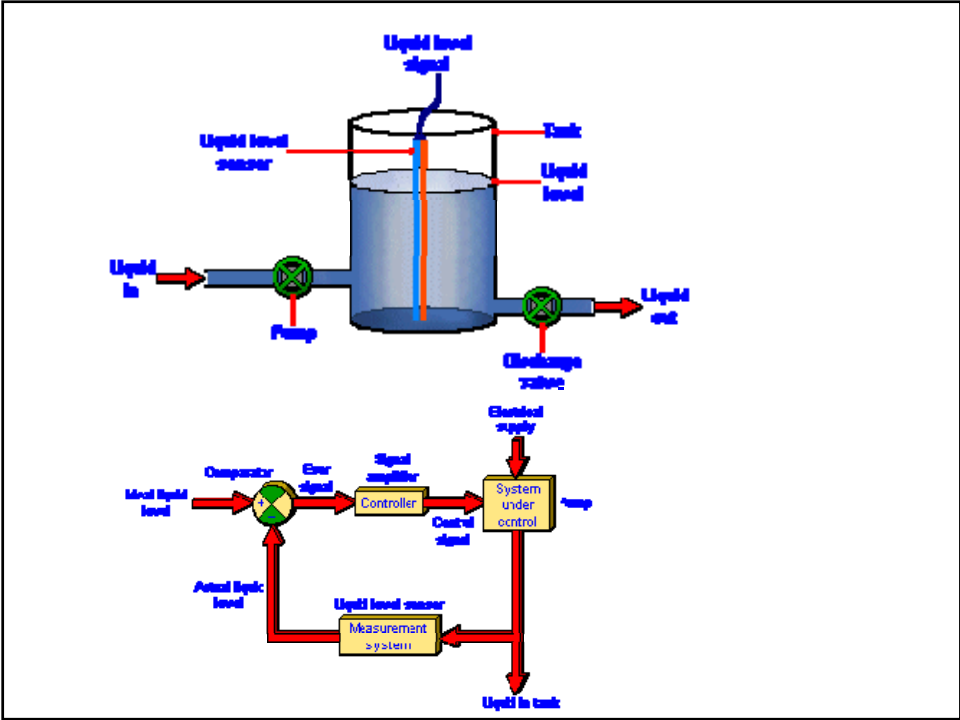 Liquid level
signal
Tank
Liquid level
sensor
Liquid
level
Liquid
in
Pump
Liquid
out
Discharge
valve
Electrical
supply
Signal
amplifier
Comparator
Error
signal
Ideal liquid
level
+
Controller
System
under
control
Pump
Control
signal
−
Actual liquid
level
Liquid level sensor
Measurement
system
Liquid in tank